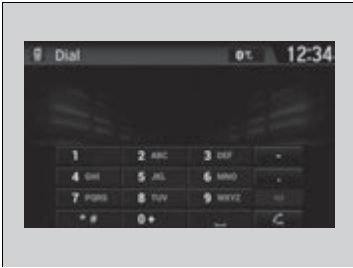 Dial 0℃ 12:34
1 2 ABC 3 DEF -
4 GHI 5 JKL 6 MNO .
7 PQRS 8 TUV 9 WXYZ
* # 0+